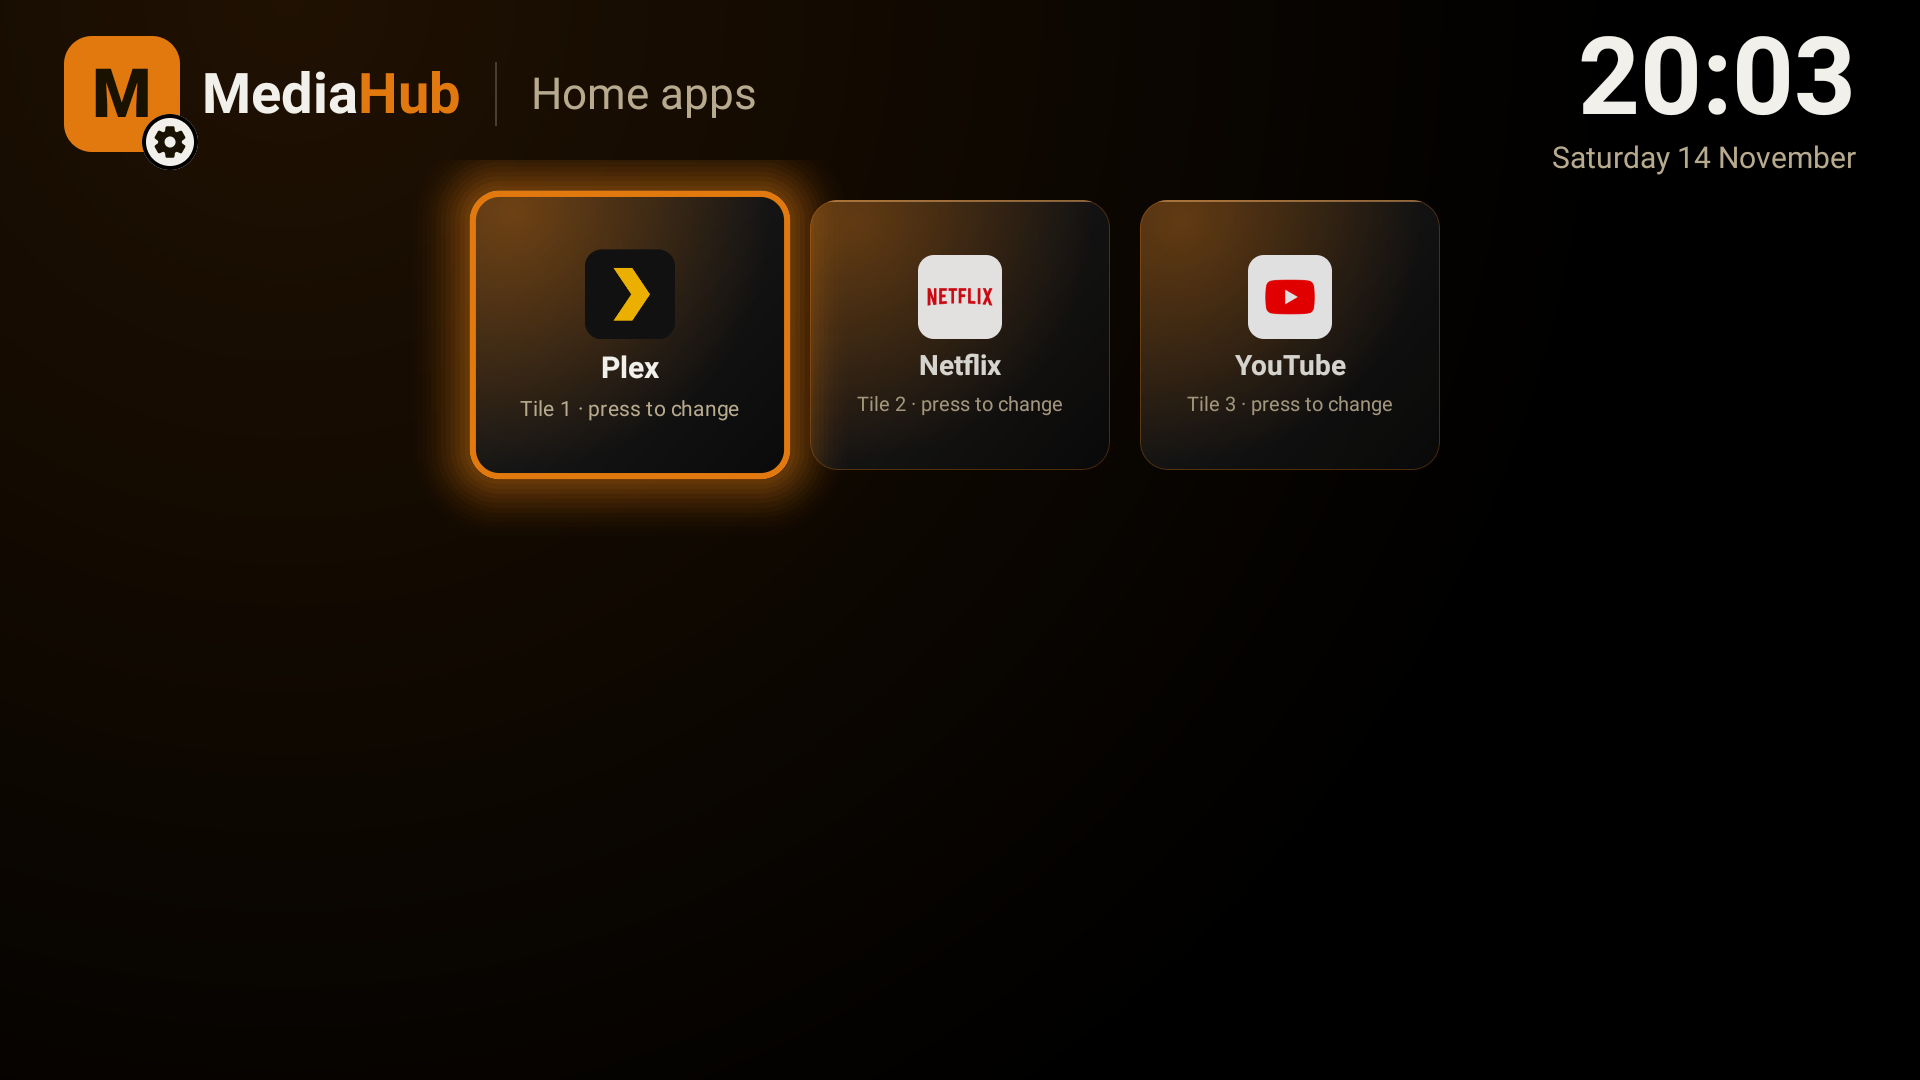 M
MediaHub
Home apps
20:03
Saturday 14 November
NETFLIX
Plex
Netflix
YouTube
Tile 1 · press to change
Tile 2 · press to change
Tile 3 · press to change